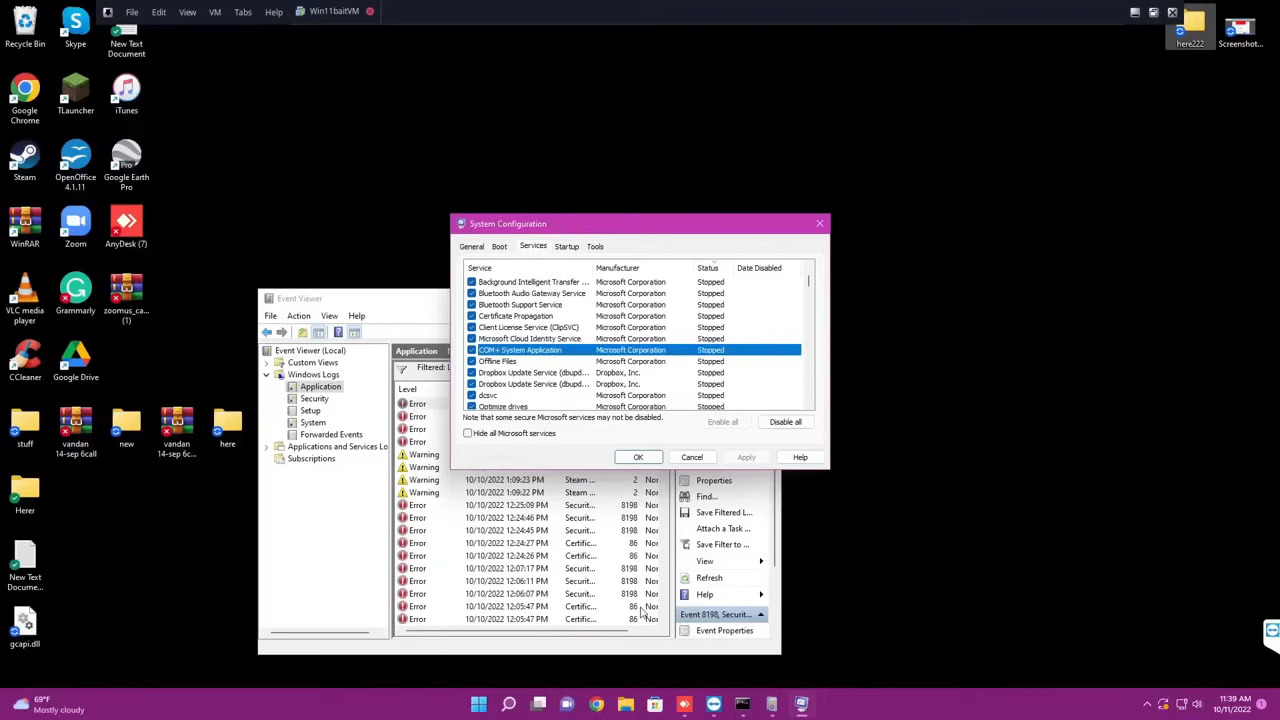 File Edit View VM Tabs Help Win11baitVM
Recycle Bin
Skype
New Text
Document
Google
Chrome
TLauncher
iTunes
Steam
OpenOffice
4.1.11
Pro
Google Earth
Pro
WinRAR
Zoom
AnyDesk (7)
VLC media
player
Grammarly
zoomus_ca...
(1)
CCleaner
Google Drive
stuff
vandan
14-sep 6call
new
vandan
14-sep 6c...
here
Herer
New Text
Docume...
gcapi.dll
here222
Screenshot...
System Configuration
General Boot Services Startup Tools
Service Manufacturer Status Date Disabled
Background Intelligent Transfer ... Microsoft Corporation Stopped
Bluetooth Audio Gateway Service Microsoft Corporation Stopped
Bluetooth Support Service Microsoft Corporation Stopped
Certificate Propagation Microsoft Corporation Stopped
Client License Service (ClipSVC) Microsoft Corporation Stopped
Microsoft Cloud Identity Service Microsoft Corporation Stopped
COM+ System Application Microsoft Corporation Stopped
Offline Files Microsoft Corporation Stopped
Dropbox Update Service (dbupd... Dropbox, Inc. Stopped
Dropbox Update Service (dbupd... Dropbox, Inc. Stopped
dcsvc Microsoft Corporation Stopped
Optimize drives Microsoft Corporation Stopped
Note that some secure Microsoft services may not be disabled.
Enable all Disable all
Hide all Microsoft services
OK Cancel Apply Help
Event Viewer
File Action View Help
Event Viewer (Local)
Custom Views
Windows Logs
Application
Security
Setup
System
Forwarded Events
Applications and Services Lo
Subscriptions
Application
Filtered: L
Level
Error
Error
Error
Error
Warning
Warning
Warning 10/10/2022 1:09:23 PM Steam ... 2 Nor
Warning 10/10/2022 1:09:22 PM Steam ... 2 Nor
Error 10/10/2022 12:25:09 PM Securit... 8198 Nor
Error 10/10/2022 12:24:46 PM Securit... 8198 Nor
Error 10/10/2022 12:24:45 PM Securit... 8198 Nor
Error 10/10/2022 12:24:27 PM Certific... 86 Nor
Error 10/10/2022 12:24:26 PM Certific... 86 Nor
Error 10/10/2022 12:07:17 PM Securit... 8198 Nor
Error 10/10/2022 12:06:11 PM Securit... 8198 Nor
Error 10/10/2022 12:06:07 PM Securit... 8198 Nor
Error 10/10/2022 12:05:47 PM Certific... 86 Nor
Error 10/10/2022 12:05:47 PM Certific... 86 Nor
Properties
Find...
Save Filtered L...
Attach a Task ...
Save Filter to ...
View
Refresh
Help
Event 8198, Securit...
Event Properties
69°F
Mostly cloudy
11:39 AM
10/11/2022